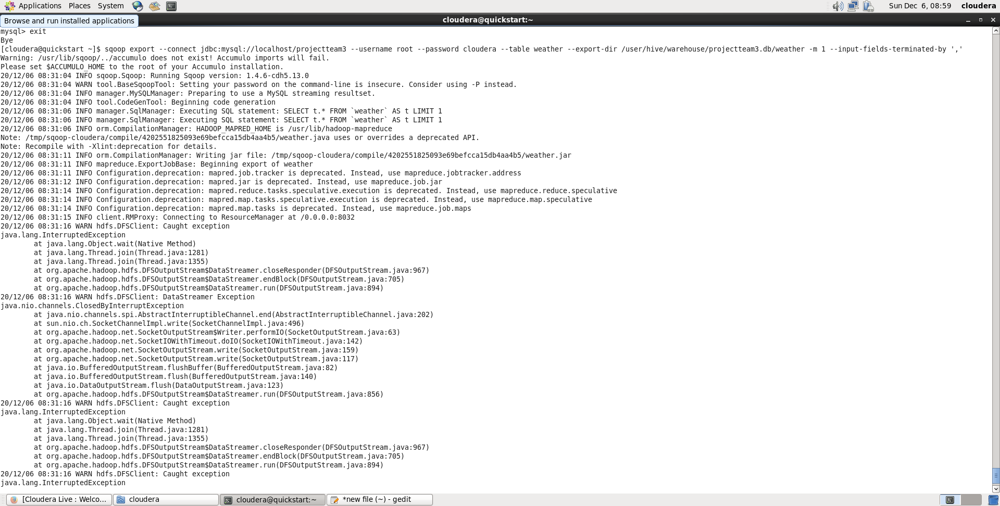 Applications Places System Sun Dec 6, 08:59 cloudera
Browse and run installed applications
cloudera@quickstart:~
mysql> exit
Bye
[cloudera@quickstart ~]$ sqoop export --connect jdbc:mysql://localhost/projectteam3 --username root --password cloudera --table weather --export-dir /user/hive/warehouse/projectteam3.db/weather -m 1 --input-fields-terminated-by ','
Warning: /usr/lib/sqoop/../accumulo does not exist! Accumulo imports will fail.
Please set $ACCUMULO_HOME to the root of your Accumulo installation.
20/12/06 08:31:04 INFO sqoop.Sqoop: Running Sqoop version: 1.4.6-cdh5.13.0
20/12/06 08:31:04 WARN tool.BaseSqoopTool: Setting your password on the command-line is insecure. Consider using -P instead.
20/12/06 08:31:04 INFO manager.MySQLManager: Preparing to use a MySQL streaming resultset.
20/12/06 08:31:04 INFO tool.CodeGenTool: Beginning code generation
20/12/06 08:31:06 INFO manager.SqlManager: Executing SQL statement: SELECT t.* FROM `weather` AS t LIMIT 1
20/12/06 08:31:06 INFO manager.SqlManager: Executing SQL statement: SELECT t.* FROM `weather` AS t LIMIT 1
20/12/06 08:31:06 INFO orm.CompilationManager: HADOOP_MAPRED_HOME is /usr/lib/hadoop-mapreduce
Note: /tmp/sqoop-cloudera/compile/4202551825093e69befcca15db4aa4b5/weather.java uses or overrides a deprecated API.
Note: Recompile with -Xlint:deprecation for details.
20/12/06 08:31:11 INFO orm.CompilationManager: Writing jar file: /tmp/sqoop-cloudera/compile/4202551825093e69befcca15db4aa4b5/weather.jar
20/12/06 08:31:11 INFO mapreduce.ExportJobBase: Beginning export of weather
20/12/06 08:31:11 INFO Configuration.deprecation: mapred.job.tracker is deprecated. Instead, use mapreduce.jobtracker.address
20/12/06 08:31:12 INFO Configuration.deprecation: mapred.jar is deprecated. Instead, use mapreduce.job.jar
20/12/06 08:31:14 INFO Configuration.deprecation: mapred.reduce.tasks.speculative.execution is deprecated. Instead, use mapreduce.reduce.speculative
20/12/06 08:31:14 INFO Configuration.deprecation: mapred.map.tasks.speculative.execution is deprecated. Instead, use mapreduce.map.speculative
20/12/06 08:31:14 INFO Configuration.deprecation: mapred.map.tasks is deprecated. Instead, use mapreduce.job.maps
20/12/06 08:31:15 INFO client.RMProxy: Connecting to ResourceManager at /0.0.0.0:8032
20/12/06 08:31:16 WARN hdfs.DFSClient: Caught exception
java.lang.InterruptedException
at java.lang.Object.wait(Native Method)
at java.lang.Thread.join(Thread.java:1281)
at java.lang.Thread.join(Thread.java:1355)
at org.apache.hadoop.hdfs.DFSOutputStream$DataStreamer.closeResponder(DFSOutputStream.java:967)
at org.apache.hadoop.hdfs.DFSOutputStream$DataStreamer.endBlock(DFSOutputStream.java:705)
at org.apache.hadoop.hdfs.DFSOutputStream$DataStreamer.run(DFSOutputStream.java:894)
20/12/06 08:31:16 WARN hdfs.DFSClient: DataStreamer Exception
java.nio.channels.ClosedByInterruptException
at java.nio.channels.spi.AbstractInterruptibleChannel.end(AbstractInterruptibleChannel.java:202)
at sun.nio.ch.SocketChannelImpl.write(SocketChannelImpl.java:496)
at org.apache.hadoop.net.SocketOutputStream$Writer.performIO(SocketOutputStream.java:63)
at org.apache.hadoop.net.SocketIOWithTimeout.doIO(SocketIOWithTimeout.java:142)
at org.apache.hadoop.net.SocketOutputStream.write(SocketOutputStream.java:159)
at org.apache.hadoop.net.SocketOutputStream.write(SocketOutputStream.java:117)
at java.io.BufferedOutputStream.flushBuffer(BufferedOutputStream.java:82)
at java.io.BufferedOutputStream.flush(BufferedOutputStream.java:140)
at java.io.DataOutputStream.flush(DataOutputStream.java:123)
at org.apache.hadoop.hdfs.DFSOutputStream$DataStreamer.run(DFSOutputStream.java:856)
20/12/06 08:31:16 WARN hdfs.DFSClient: Caught exception
java.lang.InterruptedException
at java.lang.Object.wait(Native Method)
at java.lang.Thread.join(Thread.java:1281)
at java.lang.Thread.join(Thread.java:1355)
at org.apache.hadoop.hdfs.DFSOutputStream$DataStreamer.closeResponder(DFSOutputStream.java:967)
at org.apache.hadoop.hdfs.DFSOutputStream$DataStreamer.endBlock(DFSOutputStream.java:705)
at org.apache.hadoop.hdfs.DFSOutputStream$DataStreamer.run(DFSOutputStream.java:894)
20/12/06 08:31:16 WARN hdfs.DFSClient: Caught exception
java.lang.InterruptedException
[Cloudera Live : Welco... cloudera cloudera@quickstart:~ *new file (~) - gedit